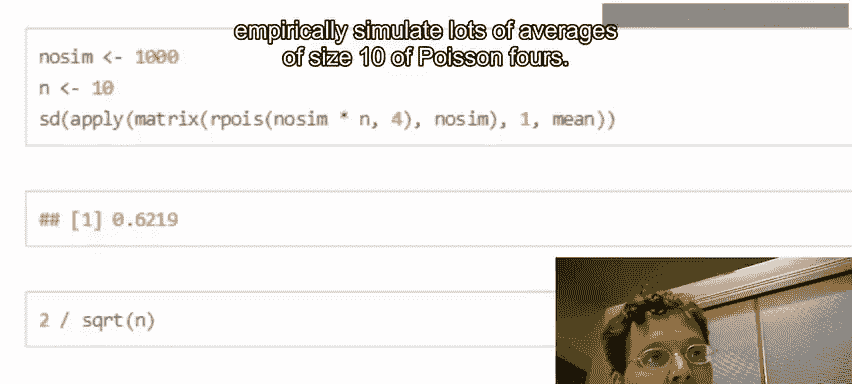 empirically simulate lots of averages
of size 10 of Poisson fours.
nosim <- 1000
n <- 10
sd(apply(matrix(rpois(nosim * n, 4), nosim), 1, mean))
## [1] 0.6219
2 / sqrt(n)